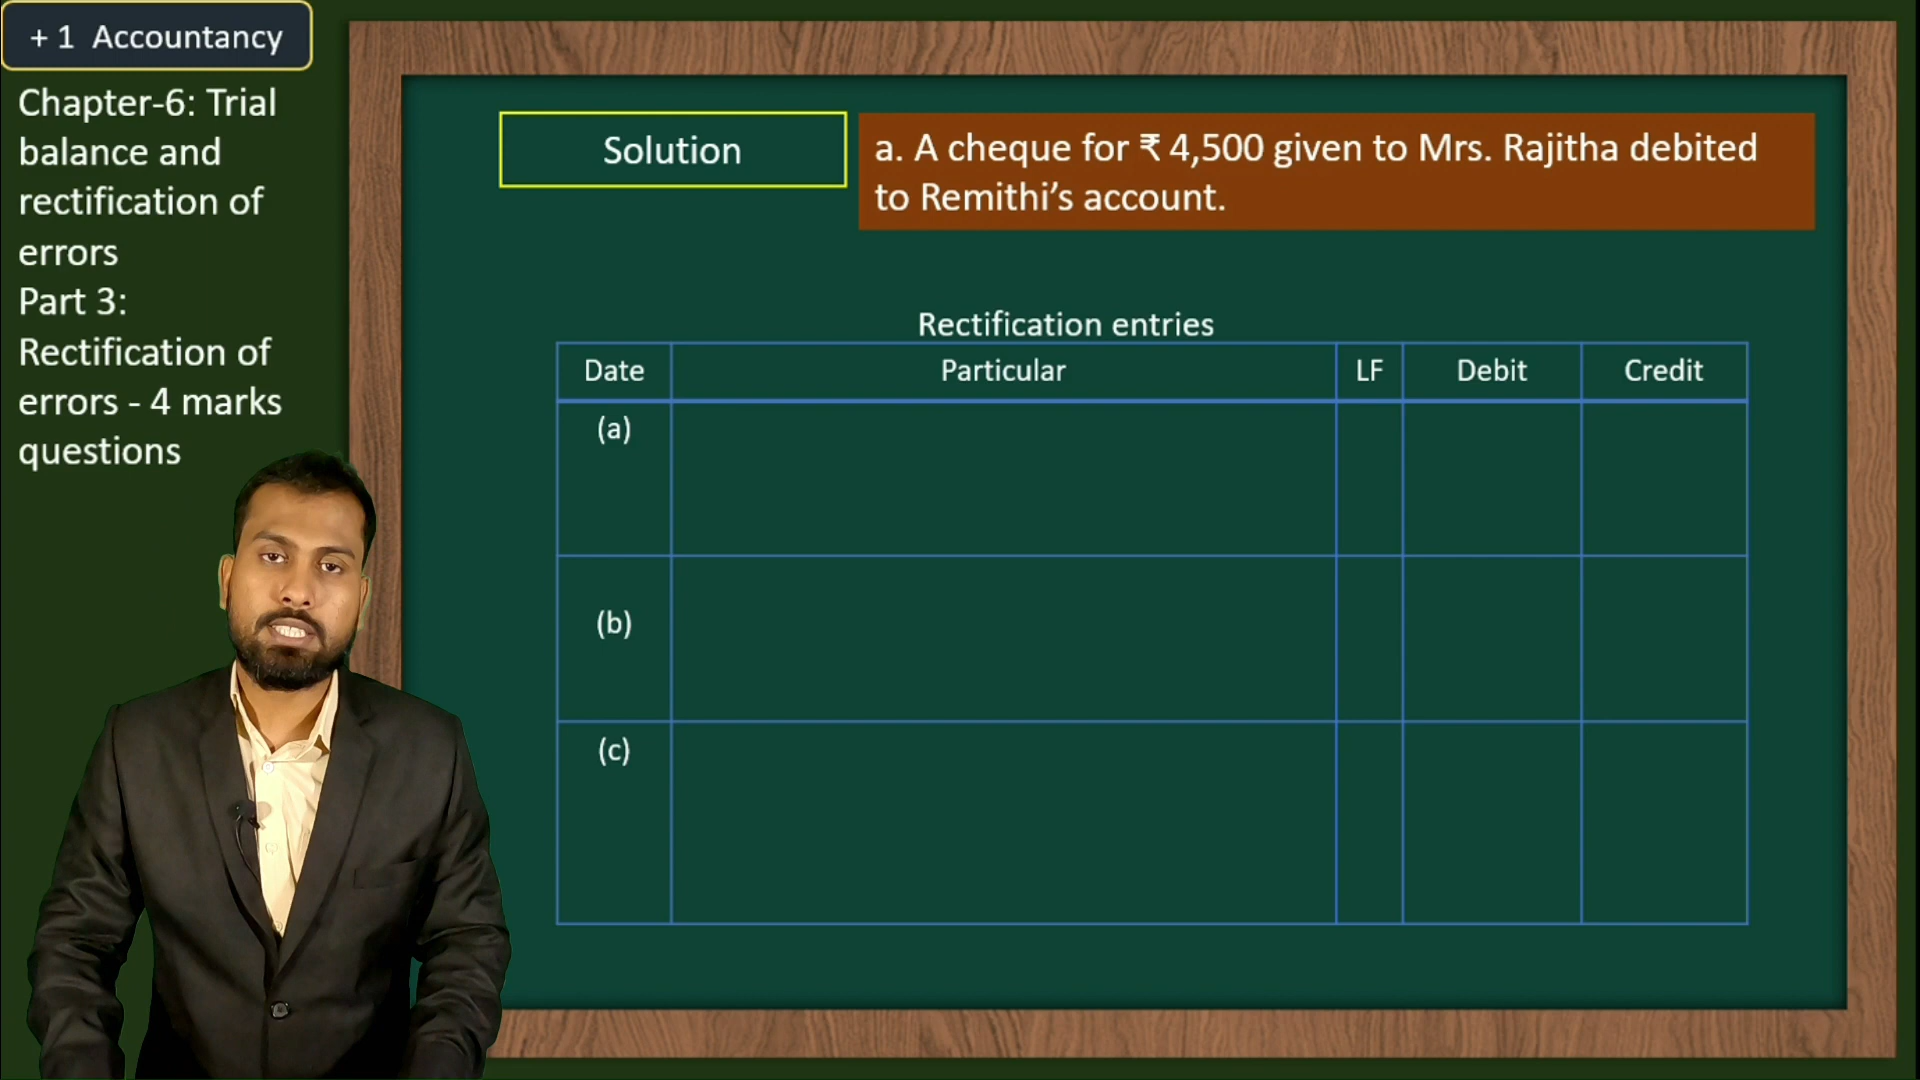 + 1 Accountancy
Chapter-6: Trial
balance and
rectification of
errors
Part 3:
Rectification of
errors - 4 marks
questions
Solution
a. A cheque for ₹ 4,500 given to Mrs. Rajitha debited
to Remithi’s account.
Rectification entries
Date Particular LF Debit Credit
(a)
(b)
(c)